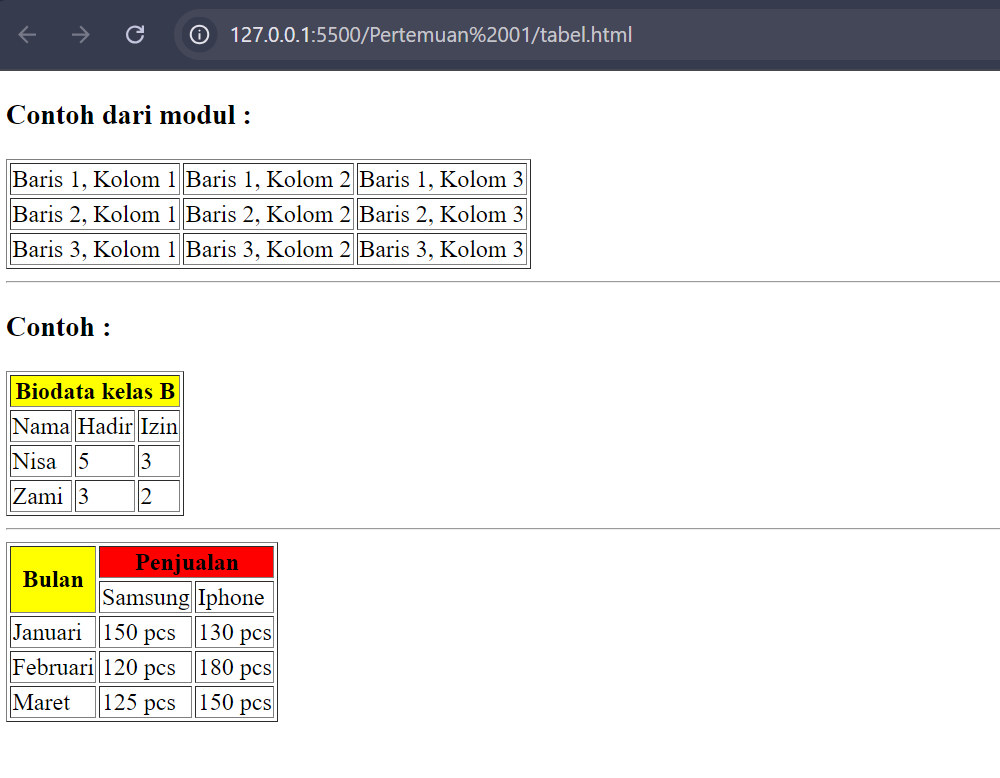 127.0.0.1:5500/Pertemuan%2001/tabel.html
Contoh dari modul :
Baris 1, Kolom 1 Baris 1, Kolom 2 Baris 1, Kolom 3
Baris 2, Kolom 1 Baris 2, Kolom 2 Baris 2, Kolom 3
Baris 3, Kolom 1 Baris 3, Kolom 2 Baris 3, Kolom 3
Contoh :
Biodata kelas B
Nama Hadir Izin
Nisa 5 3
Zami 3 2
Bulan Penjualan
Samsung Iphone
Januari 150 pcs 130 pcs
Februari 120 pcs 180 pcs
Maret 125 pcs 150 pcs